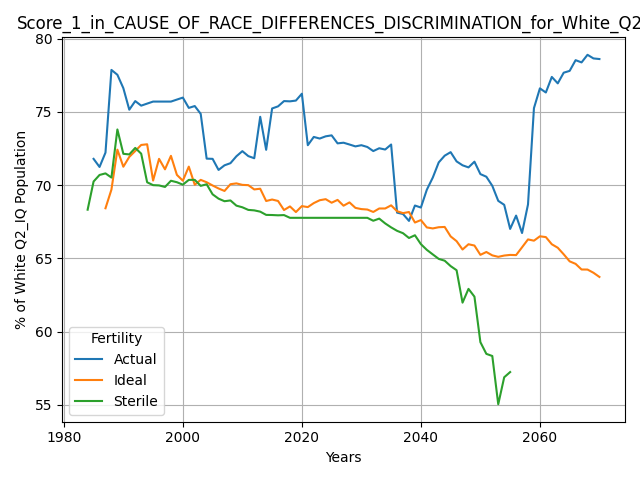 Score_1_in_CAUSE_OF_RACE_DIFFERENCES_DISCRIMINATION_for_White_Q2
% of White Q2_IQ Population
80
75
70
65
60
55
Fertility
Actual
Ideal
Sterile
1980
2000
2020
2040
2060
Years